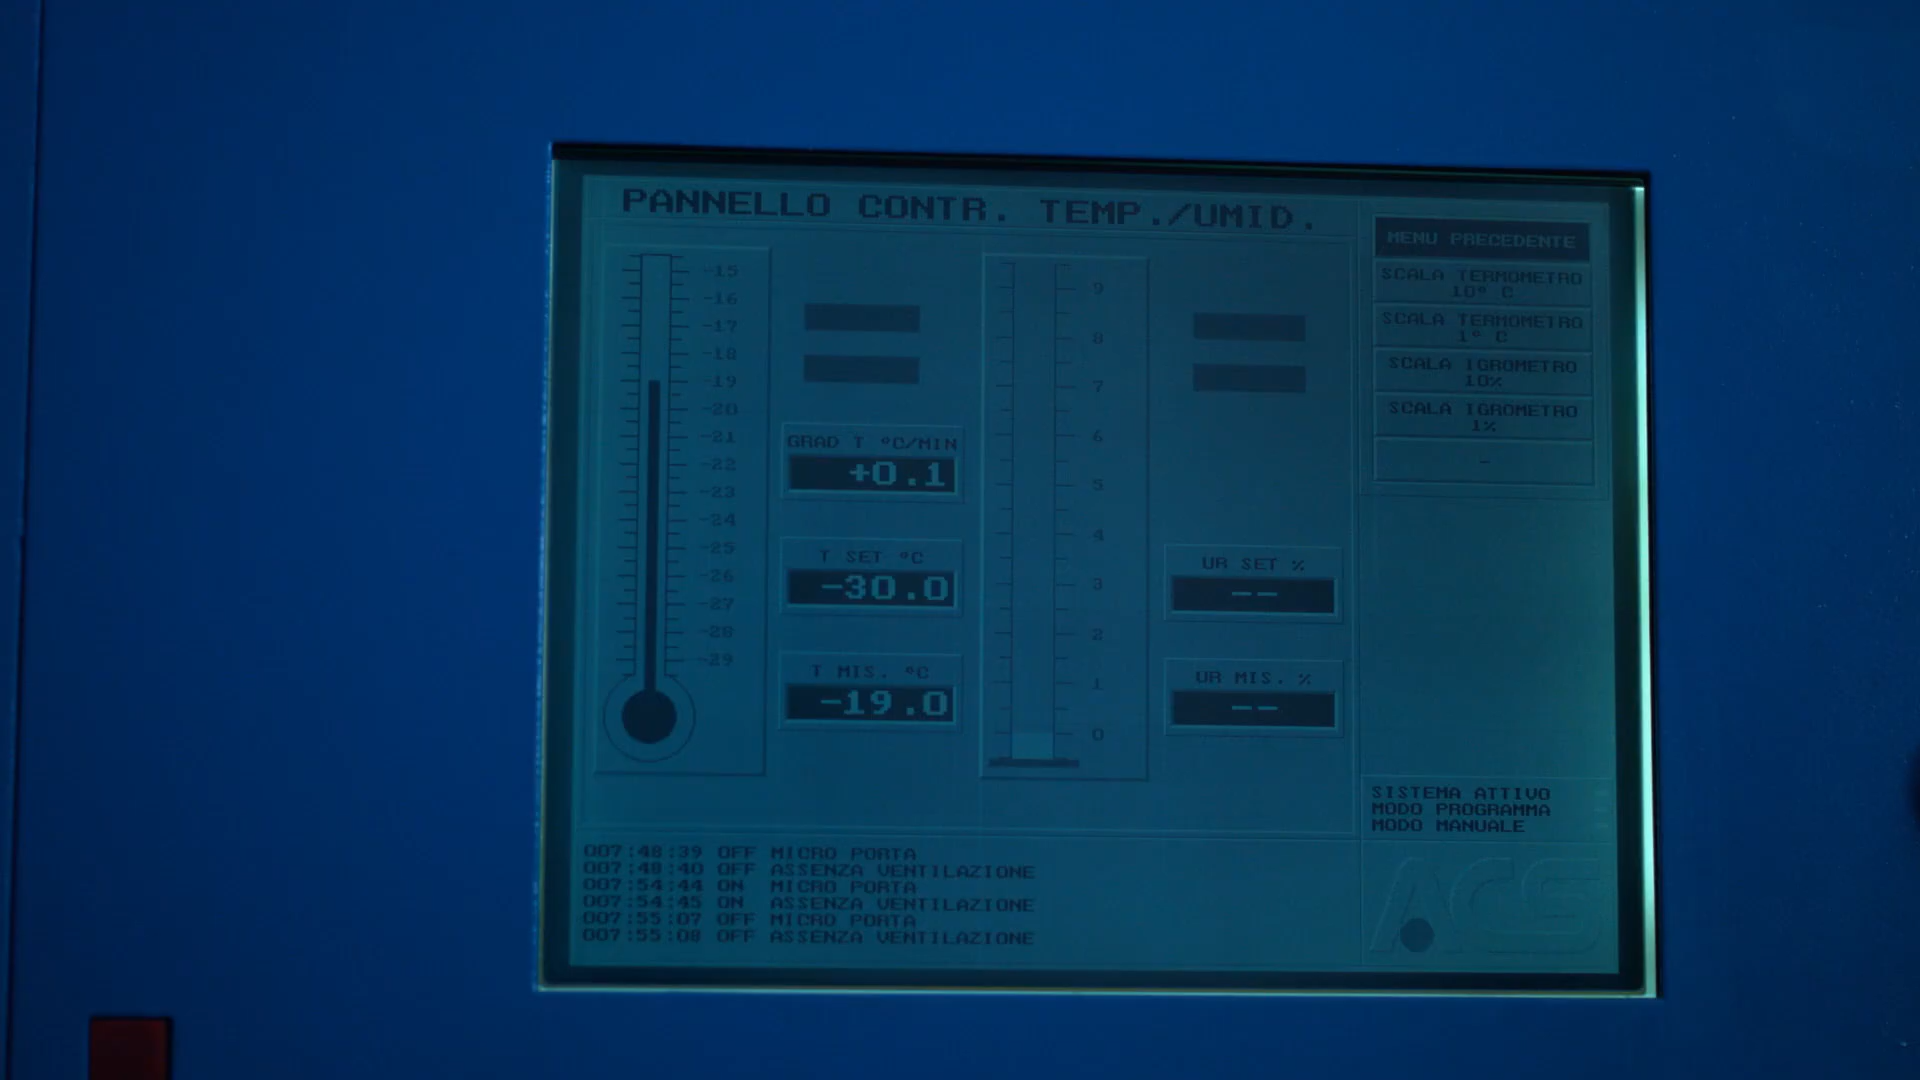 PANNELLO CONTR. TEMP./UMID.
-15
-16
-17
-18
-19
-20
-21
-22
-23
-24
-25
-26
-27
-28
-29
GRAD T °C/MIN
+0.1
T SET °C
-30.0
T MIS. °C
-19.0
9
8
7
6
5
4
3
2
1
0
UR SET %
--
UR MIS. %
--
MENU PRECEDENTE
SCALA TERMOMETRO
10° C
SCALA TERMOMETRO
1° C
SCALA IGROMETRO
10%
SCALA IGROMETRO
1%
-
SISTEMA ATTIVO
MODO PROGRAMMA
MODO MANUALE
007:48:39 OFF MICRO PORTA
007:48:40 OFF ASSENZA VENTILAZIONE
007:54:44 ON MICRO PORTA
007:54:45 ON ASSENZA VENTILAZIONE
007:55:07 OFF MICRO PORTA
007:55:08 OFF ASSENZA VENTILAZIONE
ACS